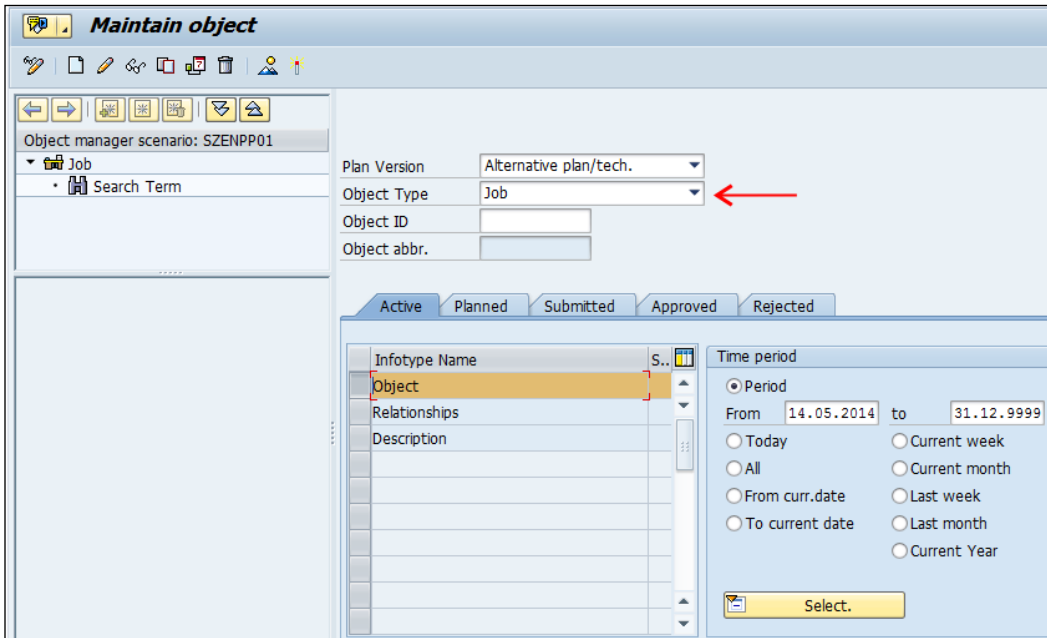 Maintain object
Object manager scenario: SZENPP01
Job
Search Term
Plan Version Alternative plan/tech.
Object Type Job
Object ID
Object abbr.
Active Planned Submitted Approved Rejected
Infotype Name S..
Object
Relationships
Description
Time period
Period
From 14.05.2014 to 31.12.9999
Today Current week
All Current month
From curr.date Last week
To current date Last month
Current Year
Select.